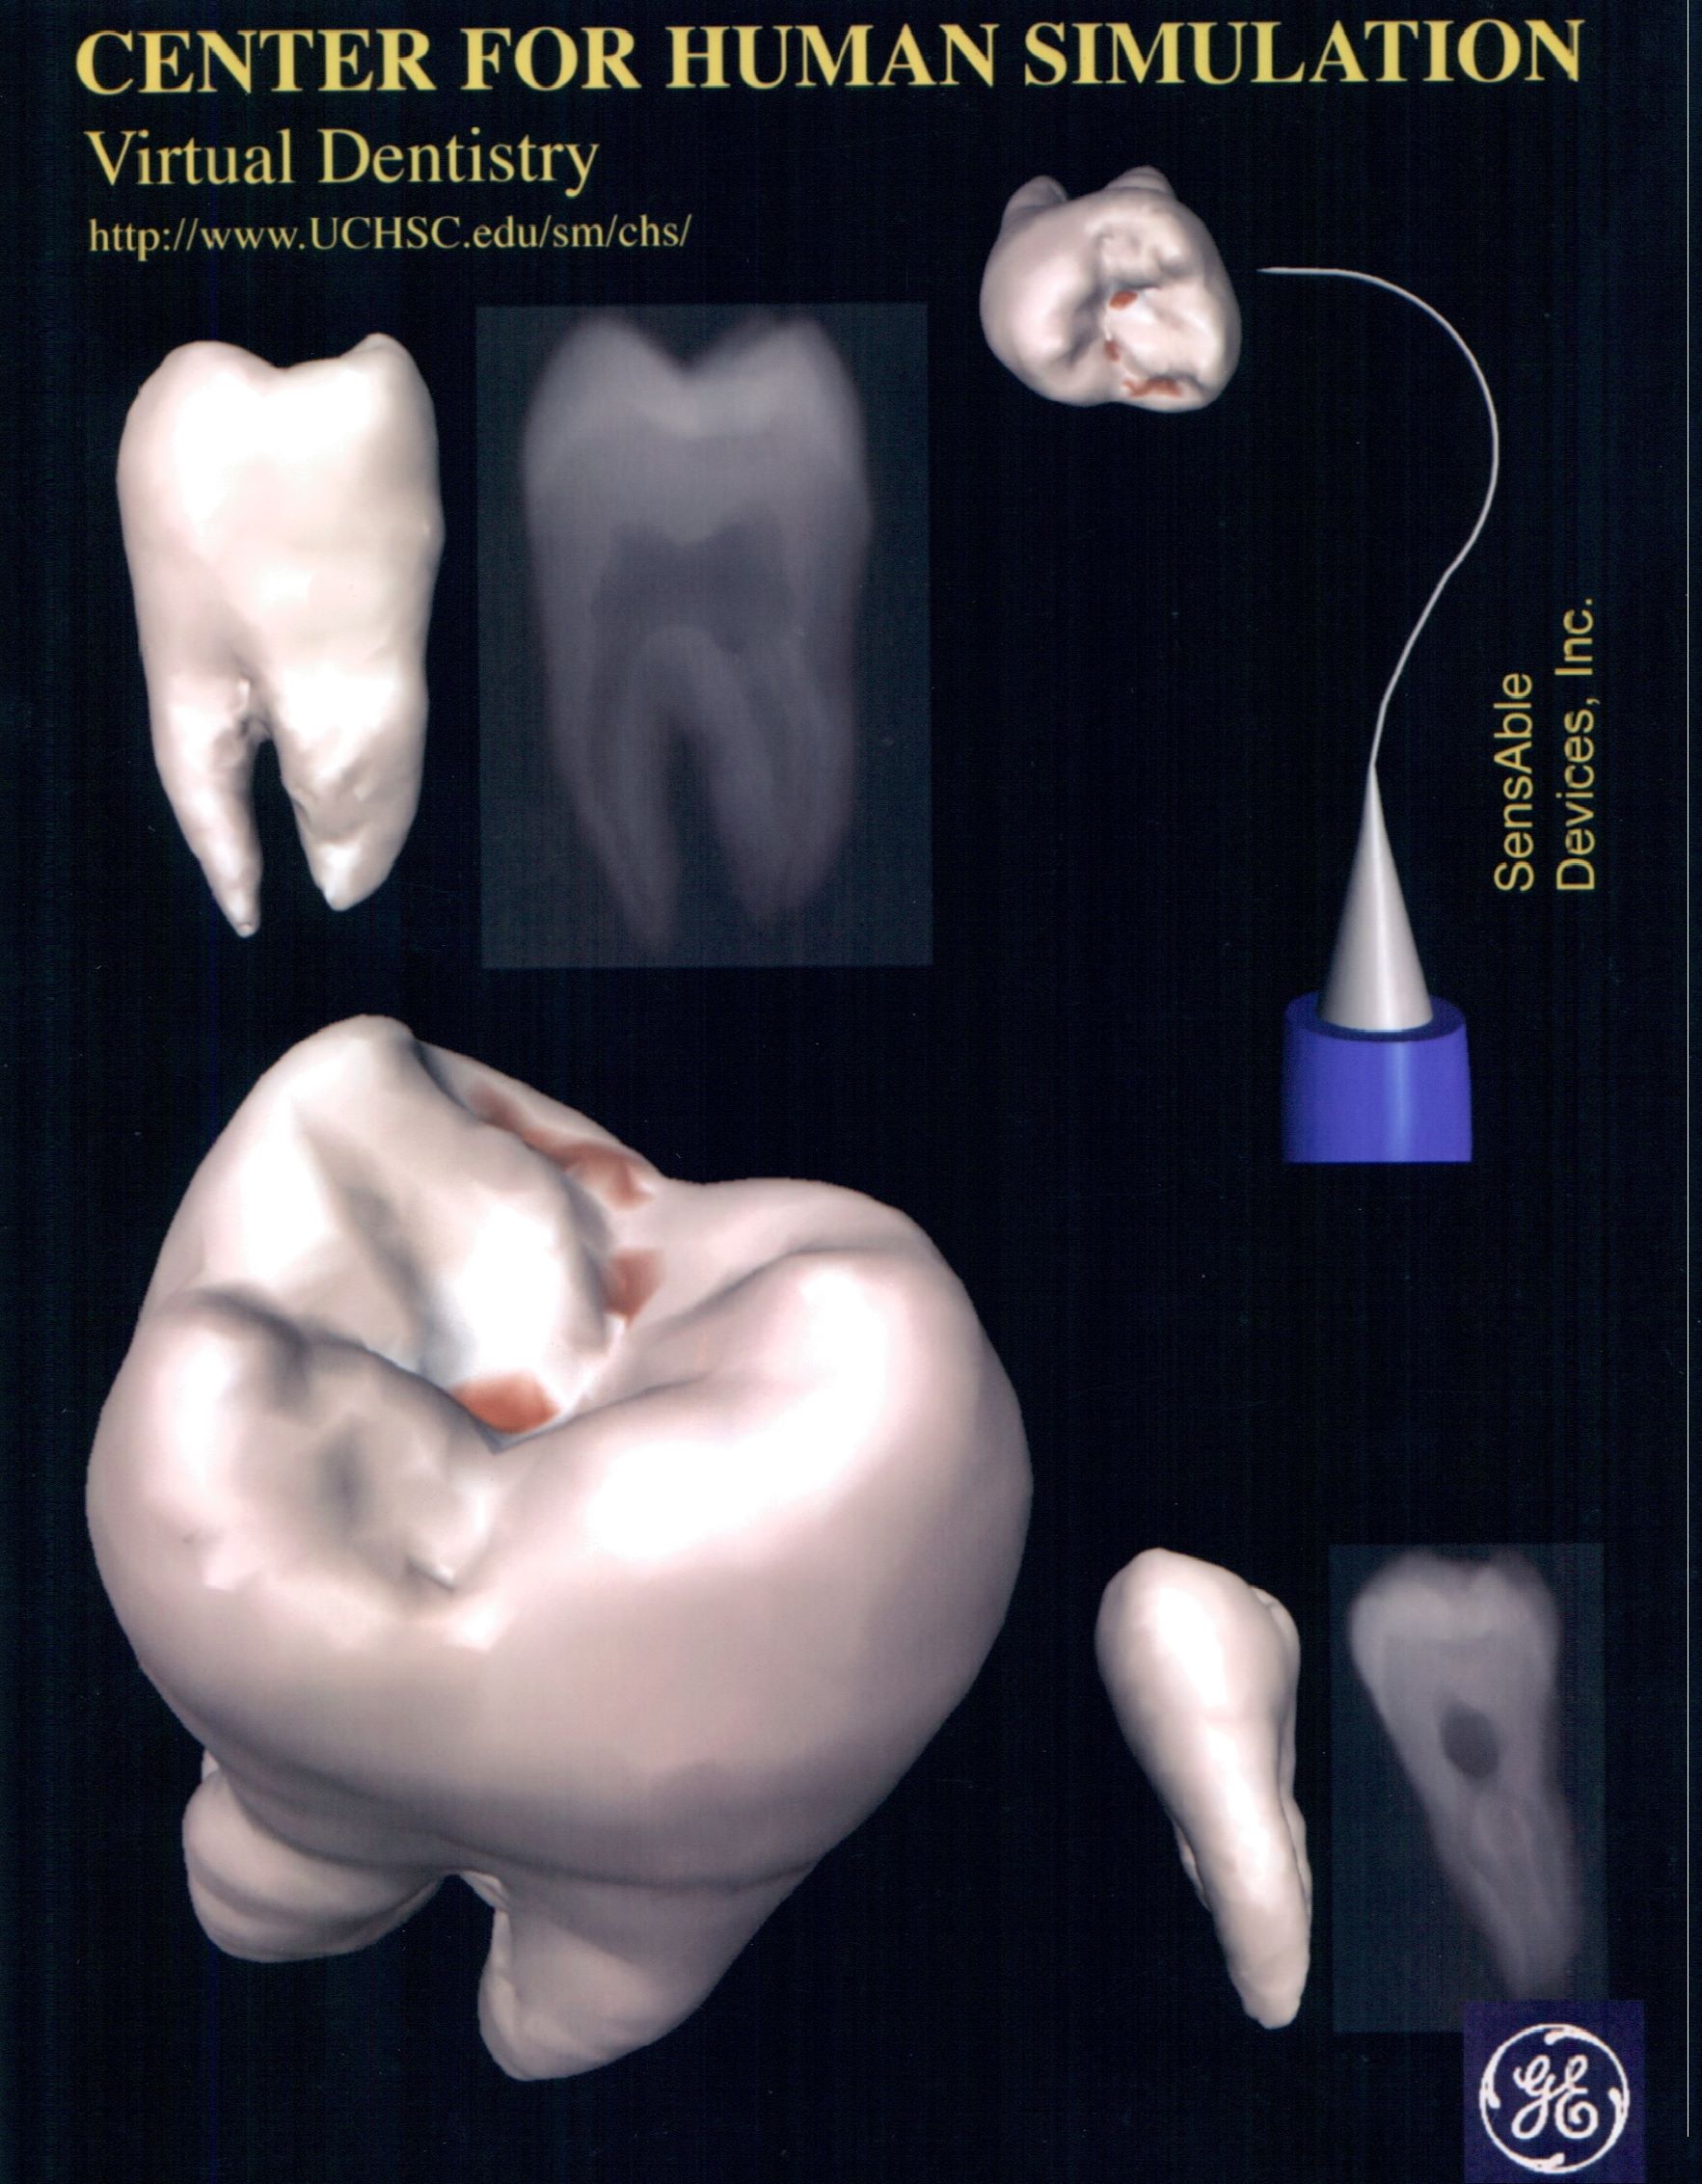 CENTER FOR HUMAN SIMULATION
Virtual Dentistry
http://www.UCHSC.edu/sm/chs/
SensAble
Devices, Inc.
GE